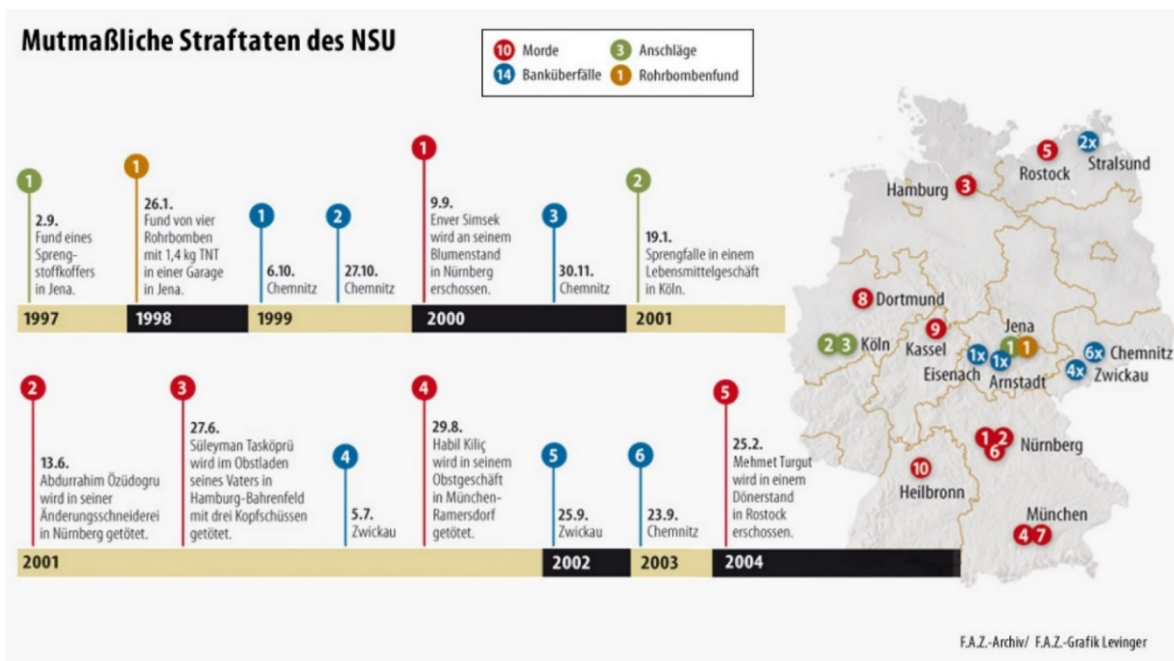 Mutmaßliche Straftaten des NSU
10 Morde
3 Anschläge
14 Banküberfälle
1 Rohrbombenfund
1
2.9.
Fund eines
Spreng-
stoffkoffers
in Jena.
1
26.1.
Fund von vier
Rohrbomben
mit 1,4 kg TNT
in einer Garage
in Jena.
1
6.10.
Chemnitz
2
27.10.
Chemnitz
1
9.9.
Enver Simsek
wird an seinem
Blumenstand
in Nürnberg
erschossen.
3
30.11.
Chemnitz
2
19.1.
Sprengfalle in einem
Lebensmittelgeschäft
in Köln.
1997
1998
1999
2000
2001
2
13.6.
Abdurrahim Özüdogru
wird in seiner
Änderungsschneiderei
in Nürnberg getötet.
3
27.6.
Süleyman Tasköprü
wird im Obstladen
seines Vaters in
Hamburg-Bahrenfeld
mit drei Kopfschüssen
getötet.
4
5.7.
Zwickau
4
29.8.
Habil Kiliç
wird in seinem
Obstgeschäft
in München-
Ramersdorf
getötet.
5
25.9.
Zwickau
6
23.9.
Chemnitz
5
25.2.
Mehmet Turgut
wird in einem
Dönerstand
in Rostock
erschossen.
2001
2002
2003
2004
2x
Stralsund
5
Rostock
Hamburg 3
8 Dortmund
9
Kassel
2 3 Köln
Jena
1 1
1x
Eisenach
1x
Arnstadt
6x Chemnitz
4x Zwickau
1 2
6
Nürnberg
10
Heilbronn
München
4 7
F.A.Z.-Archiv/ F.A.Z.-Grafik Levinger